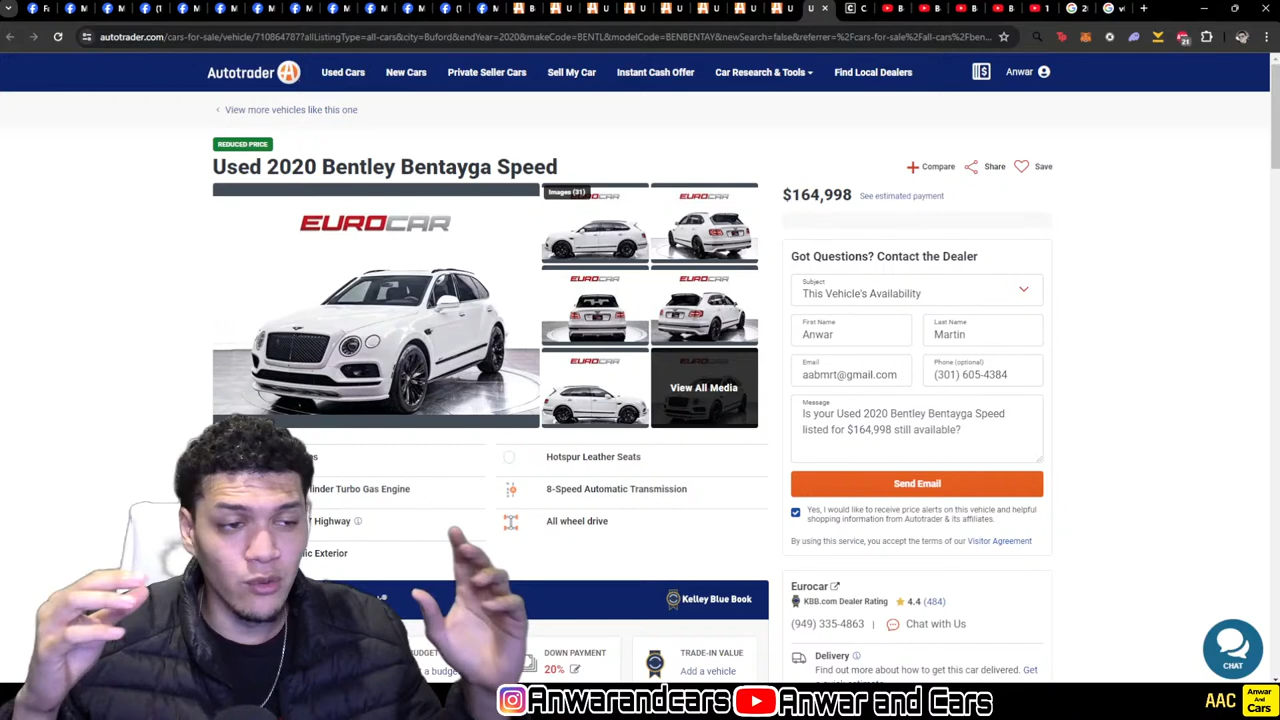 autotrader.com/cars-for-sale/vehicle/710864787?allListingType=all-cars&city=Buford&endYear=2020&makeCode=BENTL&modelCode=BENBENTAY&newSearch=false&referrer=%2Fcars-for-sale%2Fall-cars%2Fben...
21
Autotrader
Used Cars
New Cars
Private Seller Cars
Sell My Car
Instant Cash Offer
Car Research & Tools
Find Local Dealers
Anwar
View more vehicles like this one
REDUCED PRICE
Used 2020 Bentley Bentayga Speed
Compare
Share
Save
EUROCAR
Images (31)
EUROCAR
EUROCAR
EUROCAR
EUROCAR
View All Media
$164,998
See estimated payment
Got Questions? Contact the Dealer
Subject
This Vehicle's Availability
First Name
Anwar
Last Name
Martin
Email
aabmrt@gmail.com
Phone (optional)
(301) 605-4384
Message
Is your Used 2020 Bentley Bentayga Speed
listed for $164,998 still available?
Send Email
Yes, I would like to receive price alerts on this vehicle and helpful
shopping information from Autotrader & its affiliates.
By using this service, you accept the terms of our Visitor Agreement
Hotspur Leather Seats
Turbo Gas Engine
8-Speed Automatic Transmission
Highway
All wheel drive
Exterior
Kelley Blue Book
DOWN PAYMENT
20%
TRADE-IN VALUE
Add a vehicle
Eurocar
KBB.com Dealer Rating
4.4 (484)
(949) 335-4863 | Chat with Us
Delivery
Find out more about how to get this car delivered. Get
CHAT
Anwarandcars
Anwar and Cars
AAC
Anwar
And
Cars